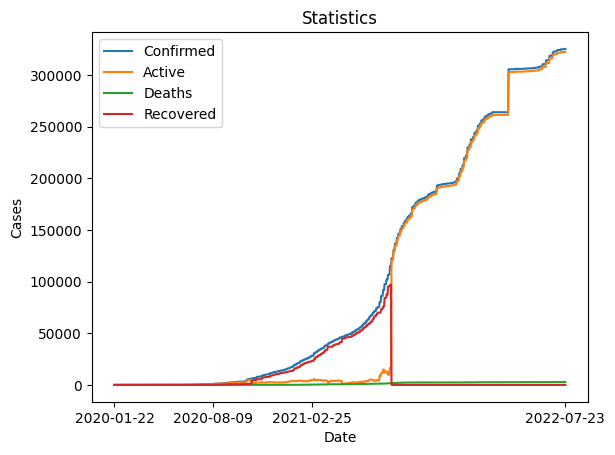 Statistics
Confirmed
Active
Deaths
Recovered
Cases
300000
250000
200000
150000
100000
50000
0
2020-01-22 2020-08-09 2021-02-25 2022-07-23
Date